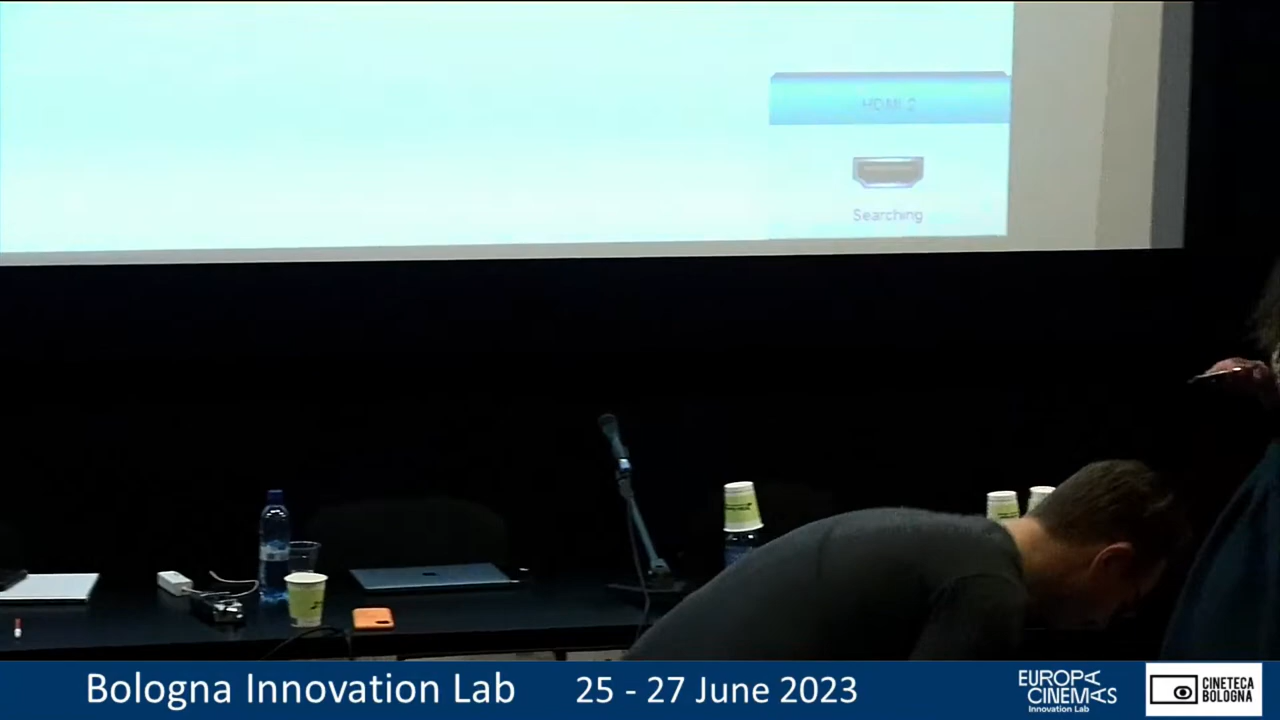 HDMI 2
Searching
Bologna Innovation Lab
25 - 27 June 2023
EUROPA
CINEMAS
Innovation Lab
CINETECA
BOLOGNA